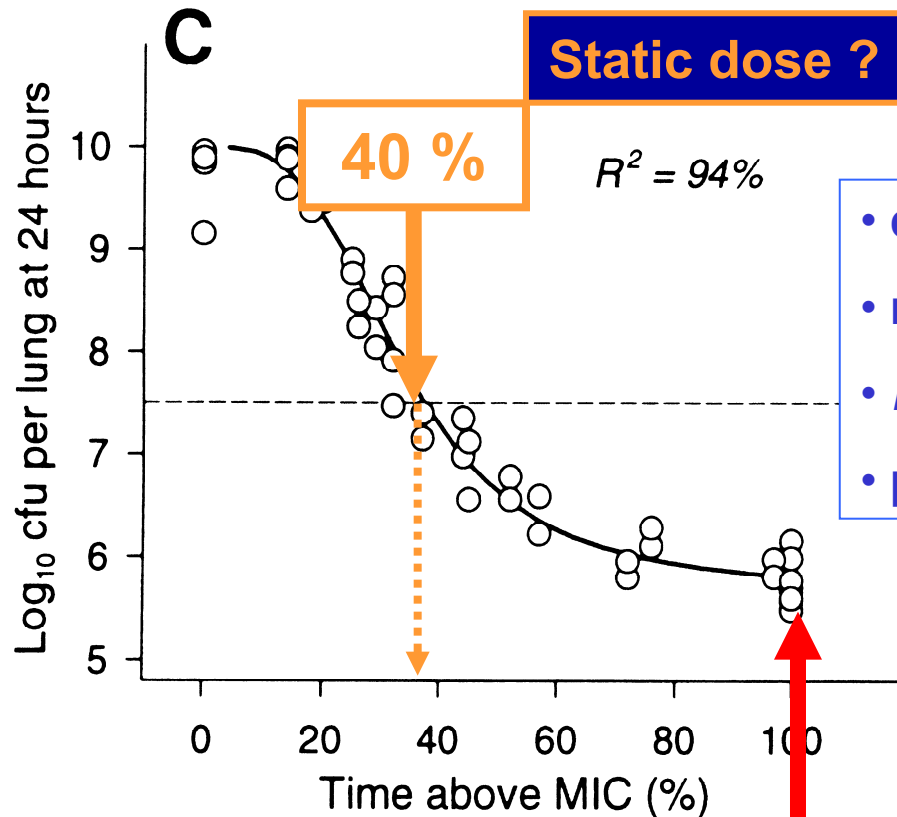 C
Static dose ?
40 %
R² = 94%
Log₁₀ cfu per lung at 24 hours
10
9
8
7
6
5
0 20 40 60 80 100
Time above MIC (%)